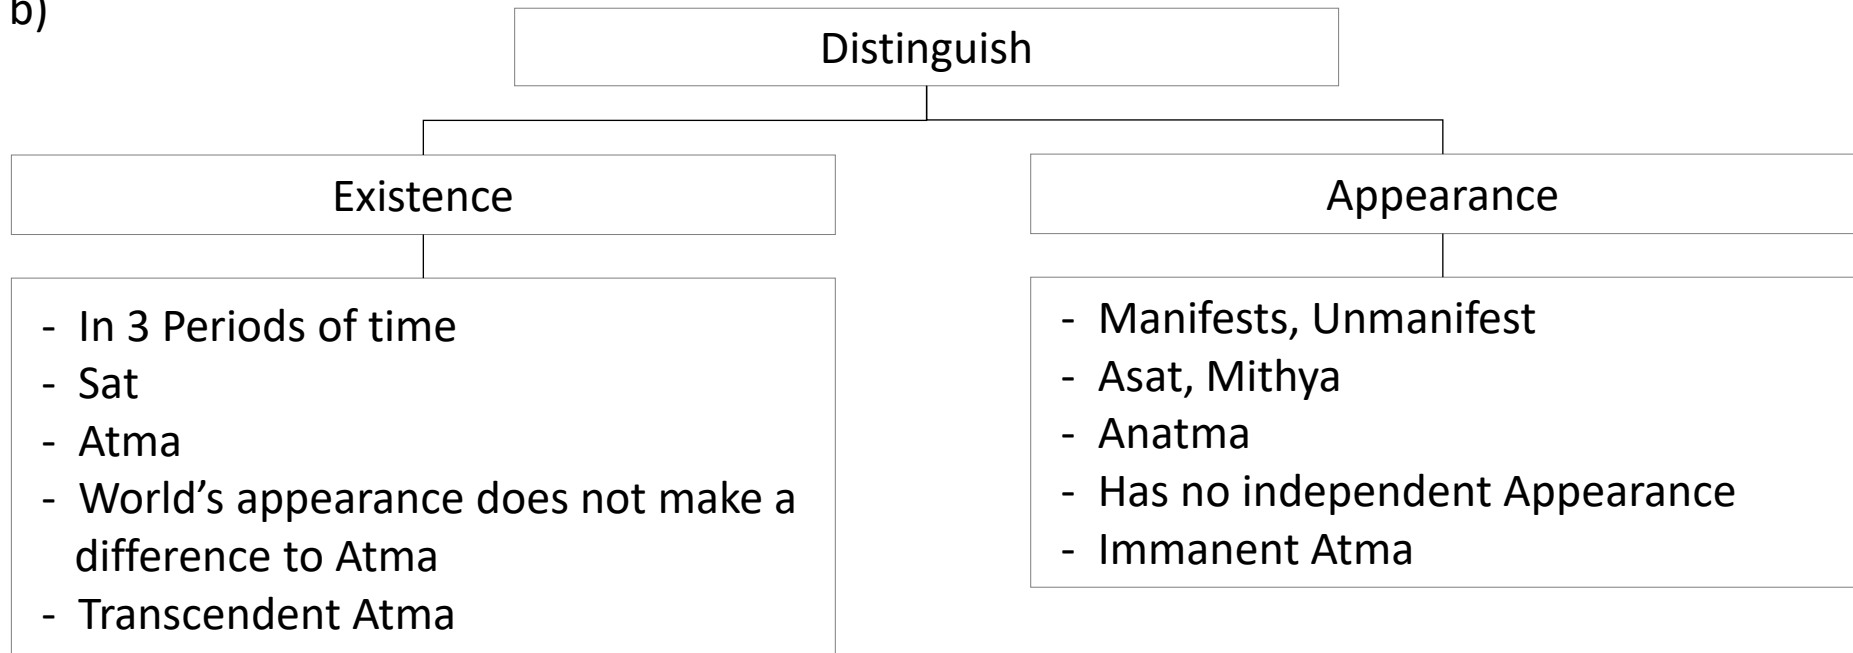 b)
Distinguish
Existence
Appearance
- In 3 Periods of time
- Sat
- Atma
- World’s appearance does not make a
difference to Atma
- Transcendent Atma
- Manifests, Unmanifest
- Asat, Mithya
- Anatma
- Has no independent Appearance
- Immanent Atma